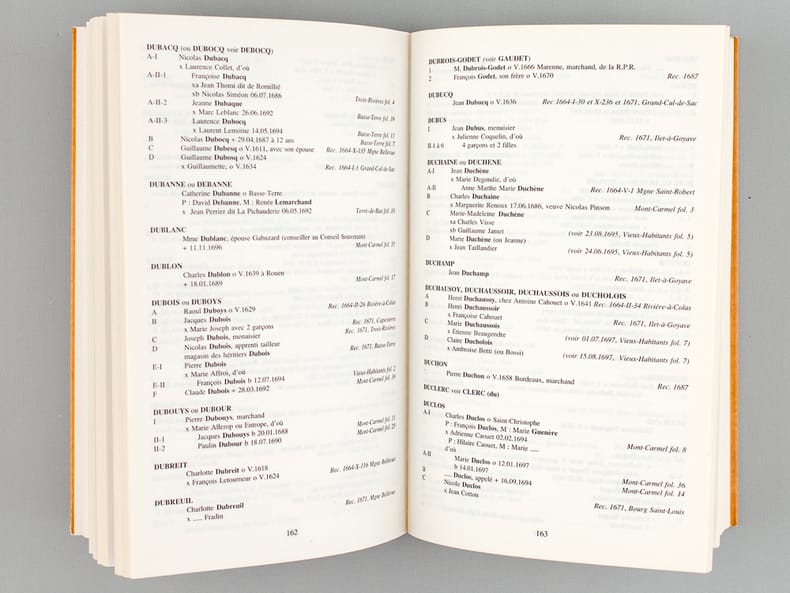 DUBACQ (ou DUBOCQ voir DEBOCQ)
A-I Nicolas Dubacq
x Laurence Collet, d'où
A-II-1 Françoise Dubacq
xa Jean Thomi dit de Romillié
xb Nicolas Siméon 06.07.1686 Trois-Rivières fol. 4
A-II-2 Jeanne Dubaque
x Marc Leblanc 26.06.1692 Basse-Terre fol. 39
A-II-3 Laurence Dubocq
x Laurent Lemoine 14.05.1694 Basse-Terre fol. 11
B Nicolas Dubocq + 29.04.1687 à 12 ans Basse-Terre fol. 7
C Guillaume Dubesq o V.1611, avec son épouse Rec. 1664-X-135 Mgne Bellevue
D Guillaume Dubosq o V.1624
x Guillaumette, o V.1634 Rec. 1664-I-5 Grand-Cul-de-Sac
DUBANNE ou DEBANNE
Catherine Dubanne o Basse-Terre
P : David Debanne, M : Renée Lemarchand
x Jean Perrier dit La Pichauderie 06.05.1692 Terre-de-Bas fol. 16
DUBLANC
Mme Dublanc, épouse Gabuzard (conseiller au Conseil Souverain)
+ 11.11.1696 Mont-Carmel fol. 35
DUBLON
Charles Dublon o V.1639 à Rouen
+ 18.01.1689 Mont-Carmel fol. 17
DUBOIS ou DUBOYS
A Raoul Duboys o V.1629 Rec. 1664-II-26 Rivière-à-Colas
B Jacques Dubois
x Marie Joseph avec 2 garçons Rec. 1671, Capesterre
C Joseph Dubois, menuisier Rec. 1671, Trois-Rivières
D Nicolas Dubois, apprenti tailleur
magasin des héritiers Dubois Rec. 1671, Basse-Terre
E-I Pierre Dubois
x Marie Affroi, d'où
E-II François Dubois b 12.07.1694 Vieux-Habitants fol. 2
F Claude Dubois + 28.03.1692 Mont-Carmel fol. 39
DUBOUYS ou DUBOUR
I Pierre Dubouys, marchand
x Marie Allerop ou Entrope, d'où
II-1 Jacques Dubouys b 20.01.1688 Mont-Carmel fol. 13
II-2 Paulin Dubour b 18.07.1690 Mont-Carmel fol. 25
DUBREIT
Charlotte Dubreit o V.1618
x François Letourneur o V.1624 Rec. 1664-X-116 Mgne Bellevue
DUBREUIL
Charlotte Dubreuil
x .... Fradin Rec. 1671, Mgne Bellevue
162
DUBROIS-GODET (voir GAUDET)
1 M. Dubrois-Godet o V.1666 Marenne, marchand, de la R.P.R.
2 François Godet, son frère o V.1670 Rec. 1687
DUBUCQ
Jean Dubucq o V.1636 Rec. 1664-I-30 et X-236 et 1671, Grand-Cul-de-Sac
DUBUS
I Jean Dubus, menuisier
x Julienne Coquelin, d'où Rec. 1671, Ilet-à-Goyave
II-1 à 6 4 garçons et 2 filles
DUCHAINE ou DUCHENE
A-I Jean Duchène
x Marie Degondie, d'où
A-II Anne Marthe Marie Duchène Rec. 1664-V-1 Mgne Saint-Robert
B Charles Duchaine
x Marguerite Renoux 17.06.1686, veuve Nicolas Pinson Mont-Carmel fol. 3
C Marie-Madeleine Duchène
xa Charles Visse
xb Guillaume Jamet (voir 23.08.1695, Vieux-Habitants fol. 5)
D Marie Duchène (ou Jeanne)
x Jean Taillandier (voir 24.06.1695, Vieux-Habitants fol. 5)
DUCHAMP
Jean Duchamp Rec. 1671, Ilet-à-Goyave
DUCHAUSOY, DUCHAUSSOIR, DUCHAUSSOIS ou DUCHOLOIS
A Henri Duchausoy, chez Antoine Cahouet o V.1641 Rec. 1664-II-34 Rivière-à-Colas
B Henri Duchaussoir
x Françoise Cahouet Rec. 1671, Ilet-à-Goyave
C Marie Duchaussois
x Etienne Beaugendre (voir 01.07.1697, Vieux-Habitants fol. 7)
D Claire Ducholois
x Ambroise Botti (ou Bossi) (voir 15.08.1697, Vieux-Habitants fol. 7)
DUCHON
Pierre Duchon o V.1658 Bordeaux, marchand Rec. 1687
DUCLERC voir CLERC (du)
DUCLOS
A-I Charles Duclos o Saint-Christophe
P : François Duclos, M : Marie Guenère
x Adrienne Caouet 02.02.1694
P : Hilaire Caouet, M : Marie .... Mont-Carmel fol. 8
d'où
A-II Marie Duclos o 12.01.1697
b 14.01.1697 Mont-Carmel fol. 36
B .... Duclos, appelé + 16.09.1694 Mont-Carmel fol. 14
C Nicole Duclos
x Jean Cotton Rec. 1671, Bourg Saint-Louis
163